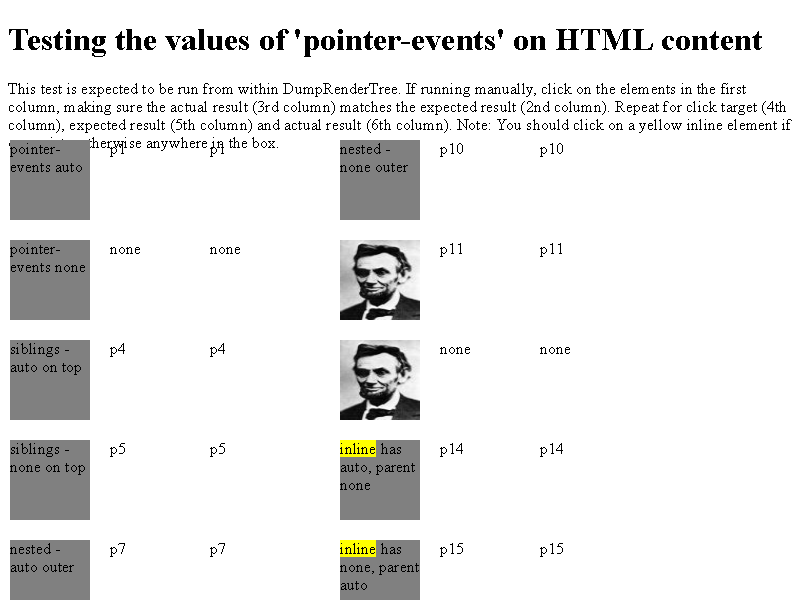 Testing the values of 'pointer-events' on HTML content
This test is expected to be run from within DumpRenderTree. If running manually, click on the elements in the first
column, making sure the actual result (3rd column) matches the expected result (2nd column). Repeat for click target (4th
column), expected result (5th column) and actual result (6th column). Note: You should click on a yellow inline element if
anywhere in the box.
pointer-
events auto
p1
p1
nested -
none outer
p10
p10
pointer-
events none
none
none
p11
p11
siblings -
auto on top
p4
p4
none
none
siblings -
none on top
p5
p5
inline has
auto, parent
none
p14
p14
nested -
auto outer
p7
p7
inline has
none, parent
auto
p15
p15